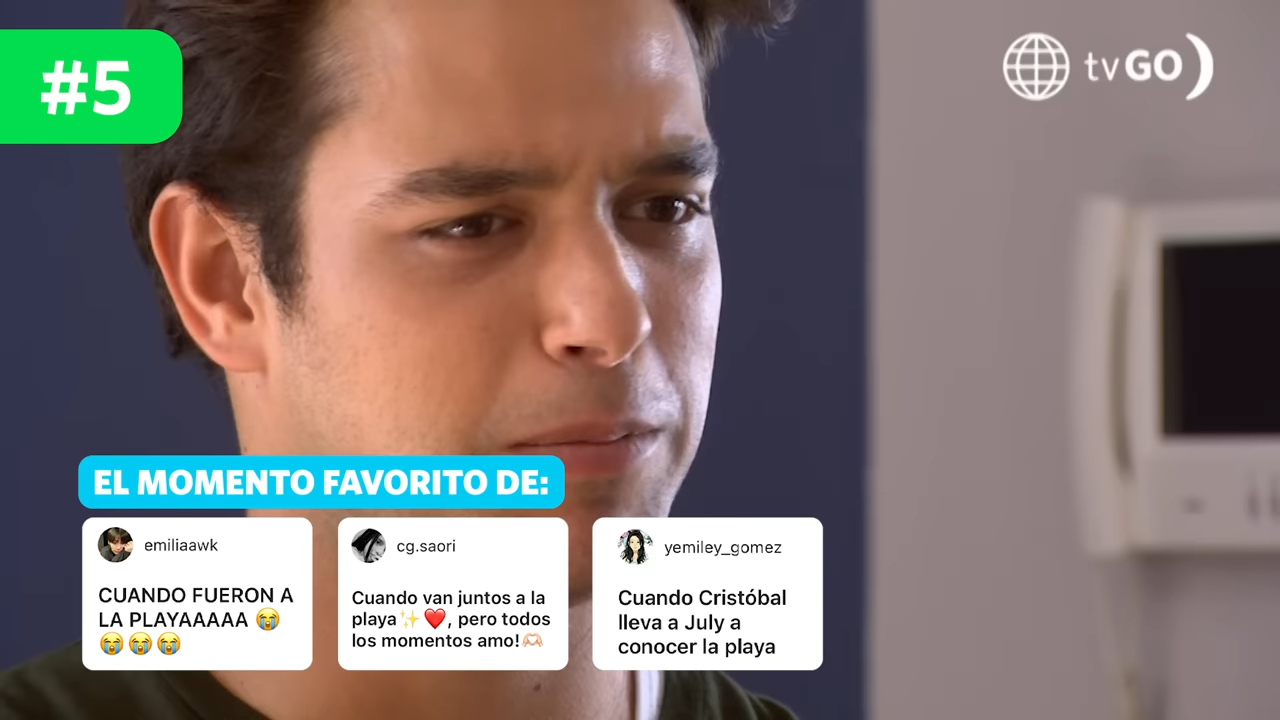 #5
tvGO
EL MOMENTO FAVORITO DE:
emiliaawk
CUANDO FUERON A
LA PLAYAAAAA 😭
😭😭😭
cg.saori
Cuando van juntos a la
playa✨❤️, pero todos
los momentos amo!🫶🏻
yemiley_gomez
Cuando Cristóbal
lleva a July a
conocer la playa